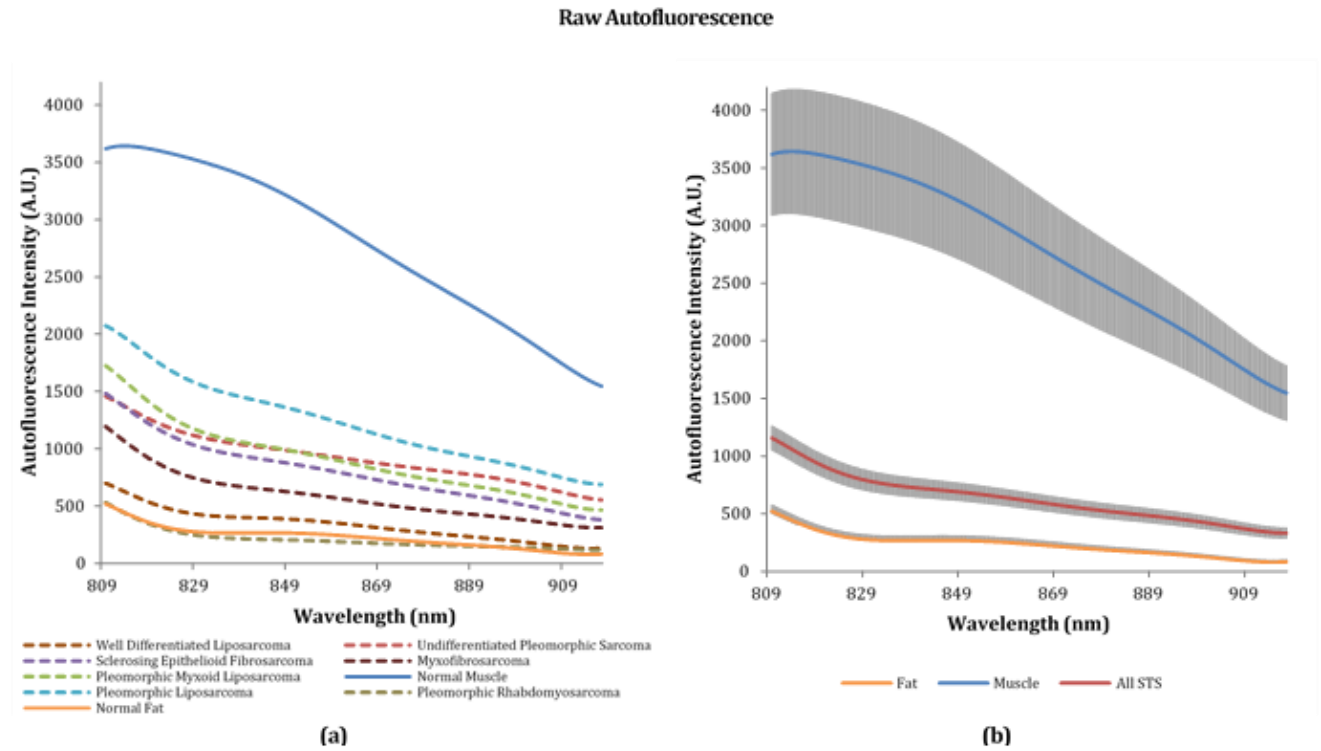 Raw Autofluorescence
Autofluorescence Intensity (A.U.)
4000
3500
3000
2500
2000
1500
1000
500
0
809 829 849 869 889 909
Wavelength (nm)
Well Differentiated Liposarcoma
Undifferentiated Pleomorphic Sarcoma
Sclerosing Epithelioid Fibrosarcoma
Myxofibrosarcoma
Pleomorphic Myxoid Liposarcoma
Normal Muscle
Pleomorphic Liposarcoma
Pleomorphic Rhabdomyosarcoma
Normal Fat
(a)
Autofluorescence Intensity (A.U.)
4000
3500
3000
2500
2000
1500
1000
500
0
809 829 849 869 889 909
Wavelength (nm)
Fat Muscle All STS
(b)